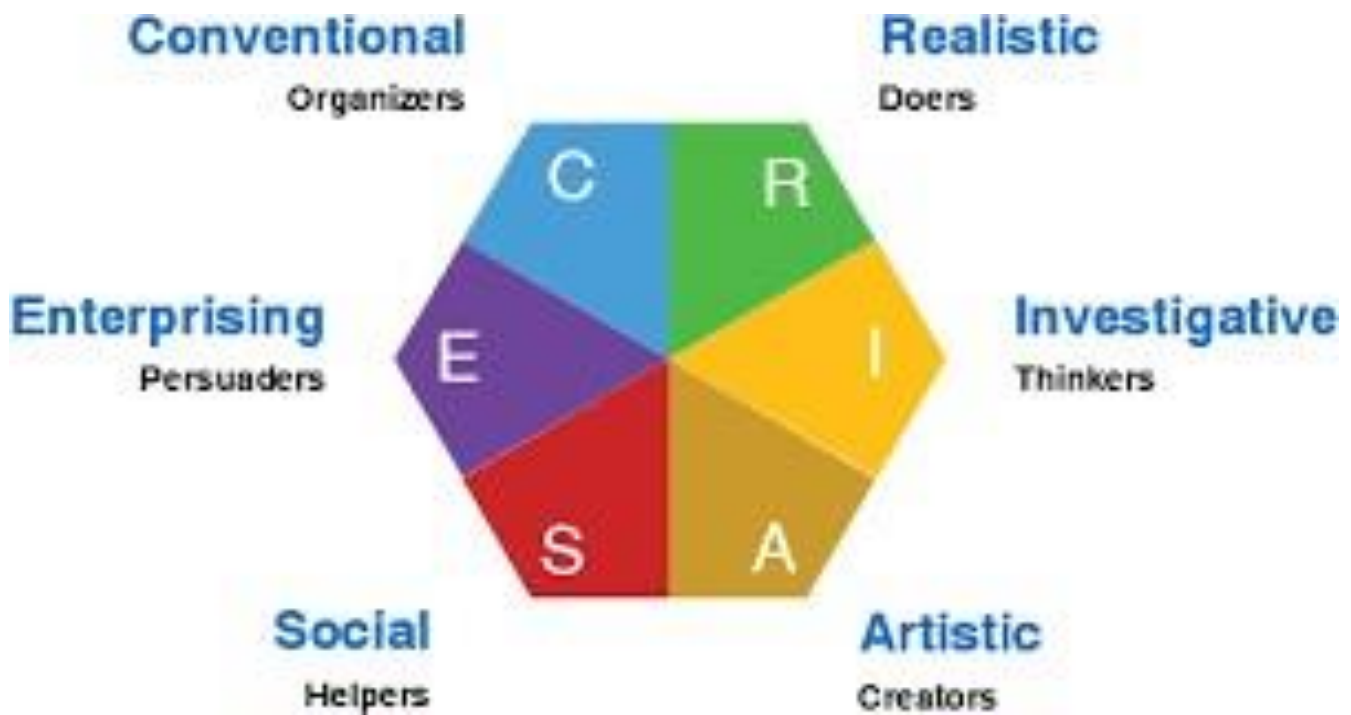 Conventional
Organizers
Realistic
Doers
C
R
Enterprising
Persuaders
E
I
Investigative
Thinkers
S
A
Social
Helpers
Artistic
Creators